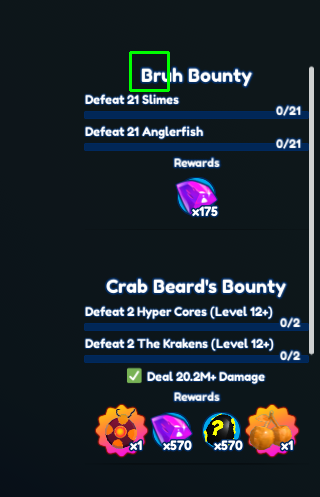 Bruh Bounty
Defeat 21 Slimes
0/21
Defeat 21 Anglerfish
0/21
Rewards
x175
Crab Beard's Bounty
Defeat 2 Hyper Cores (Level 12+)
0/2
Defeat 2 The Krakens (Level 12+)
0/2
✅ Deal 20.2M+ Damage
Rewards
x1 x570 ? x570 x1